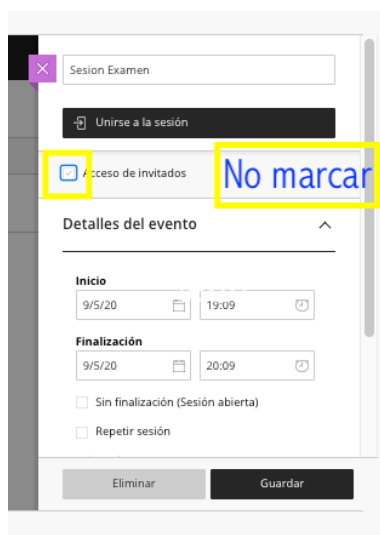 Sesion Examen
Unirse a la sesión
Acceso de invitados
No marcar
Detalles del evento
Inicio
9/5/20 19:09
Finalización
9/5/20 20:09
Sin finalización (Sesión abierta)
Repetir sesión
Eliminar Guardar